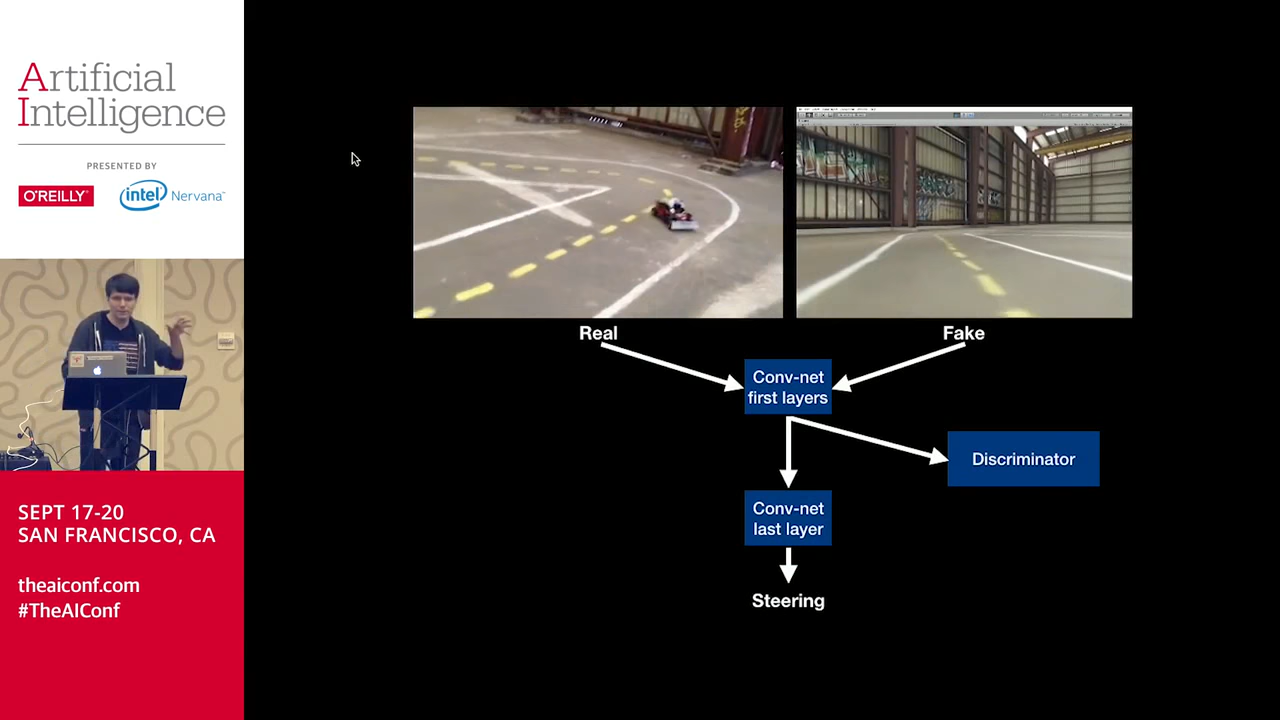 Artificial
Intelligence
PRESENTED BY
O'REILLY
intel Nervana
SEPT 17-20
SAN FRANCISCO, CA
theaiconf.com
#TheAIConf
Real
Fake
Conv-net
first layers
Discriminator
Conv-net
last layer
Steering